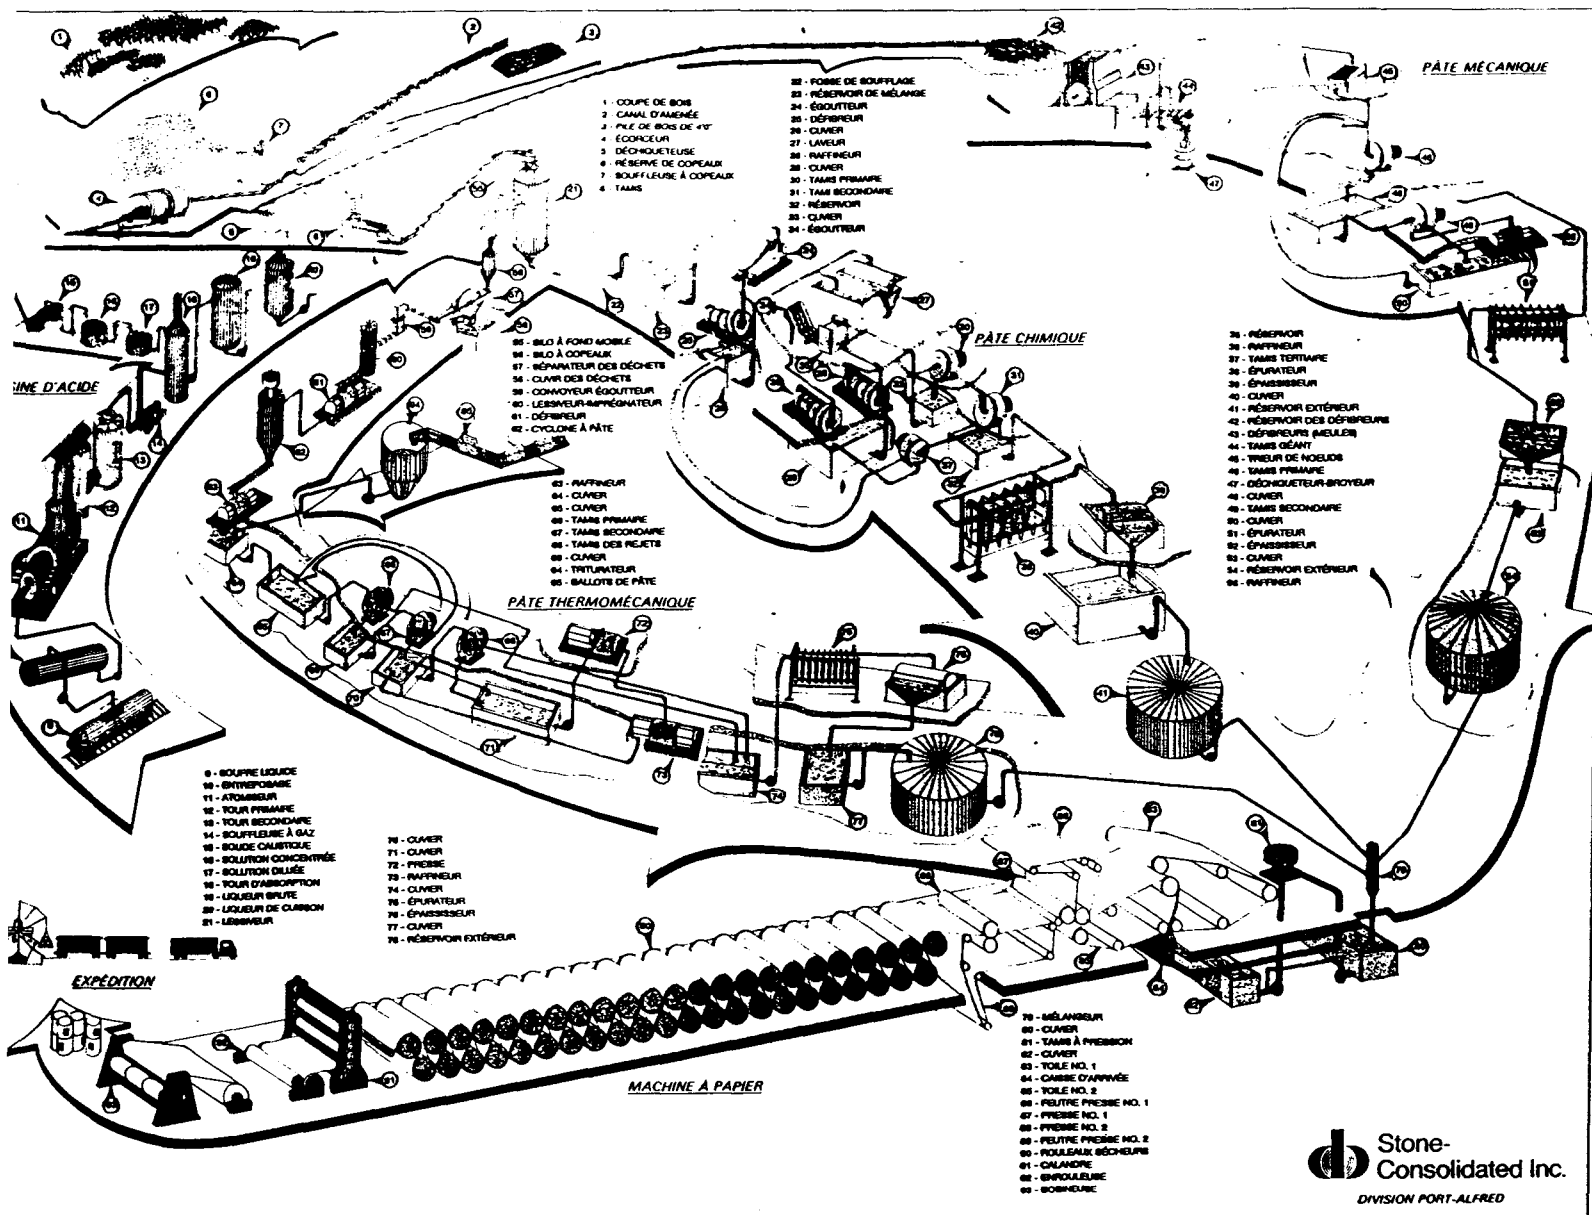 PÂTE MÉCANIQUE
1 - COUPE DE BOIS
2 - CANAL D'AMENÉE
3 - PILE DE BOIS DE 4'0"
4 - ÉCORCEUR
5 - DÉCHIQUETEUSE
6 - RÉSERVE DE COPEAUX
7 - SOUFFLEUSE À COPEAUX
TAMIS
22 - FOSSE DE SOUFFLAGE
23 - RÉSERVOIR DE MÉLANGE
24 - ÉGOUTTEUR
25 - DÉFIBREUR
26 - CUVIER
27 - LAVEUR
28 - RAFFINEUR
CUVIER
30 - TAMIS PRIMAIRE
31 - TAMI SECONDAIRE
32 - RÉSERVOIR
33 - CUVIER
34 - ÉGOUTTEUR
PÂTE CHIMIQUE
35 - RÉSERVOIR
36 - RAFFINEUR
37 - TAMIS TERTIAIRE
38 - ÉPURATEUR
39 - ÉPAISSISSEUR
40 - CUVIER
41 - RÉSERVOIR EXTÉRIEUR
42 - RÉSERVOIR DES DÉFIBREURS
43 - DÉFIBREURS (MEULES)
44 - TAMIS GÉANT
45 - TRIEUR DE NOEUDS
46 - TAMIS PRIMAIRE
47 - DÉCHIQUETEUR-BROYEUR
48 - CUVIER
49 - TAMIS SECONDAIRE
50 - CUVIER
51 - ÉPURATEUR
52 - ÉPAISSISSEUR
53 - CUVIER
54 - RÉSERVOIR EXTÉRIEUR
RAFFINEUR
SILO À FOND MOBILE
SILO À COPEAUX
57 - SÉPARATEUR DES DÉCHETS
58 - CUVIR DES DÉCHETS
59 - CONVOYEUR ÉGOUTTEUR
60 - LESSIVEUR-IMPRÉGNATEUR
61 - DÉFIBREUR
62 - CYCLONE À PÂTE
63 - RAFFINEUR
64 - CUVIER
65 - CUVIER
66 - TAMIS PRIMAIRE
67 - TAMIS SECONDAIRE
68 - TAMIS DES REJETS
69 - CUVIER
TRITURATEUR
BALLOTS DE PÂTE
SINE D'ACIDE
PÂTE THERMOMÉCANIQUE
9 - SOUFRE LIQUIDE
10 - ENTREPOSAGE
11 - ATOMISEUR
12 - TOUR PRIMAIRE
13 - TOUR SECONDAIRE
14 - SOUFFLEUSE À GAZ
15 - SOUDE CAUSTIQUE
16 - SOLUTION CONCENTRÉE
17 - SOLUTION DILUÉE
18 - TOUR D'ABSORPTION
19 - LIQUEUR BRUTE
20 - LIQUEUR DE CUISSON
21 - LESSIVEUR
70 - CUVIER
71 - CUVIER
72 - PRESSE
73 - RAFFINEUR
74 - CUVIER
75 - ÉPURATEUR
76 - ÉPAISSISSEUR
77 - CUVIER
78 - RÉSERVOIR EXTÉRIEUR
EXPÉDITION
MACHINE À PAPIER
79 - MÉLANGEUR
80 - CUVIER
81 - TAMIS À PRESSION
82 - CUVIER
83 - TOILE NO. 1
84 - CAISSE D'ARRIVÉE
85 - TOILE NO. 2
86 - FEUTRE PRESSE NO. 1
87 - PRESSE NO. 1
88 - PRESSE NO. 2
89 - FEUTRE PRESSE NO. 2
90 - ROULEAUX SÉCHEURS
91 - CALANDRE
92 - ENROULEUSE
93 - BOBINEUSE
Stone-
Consolidated Inc.
DIVISION PORT-ALFRED